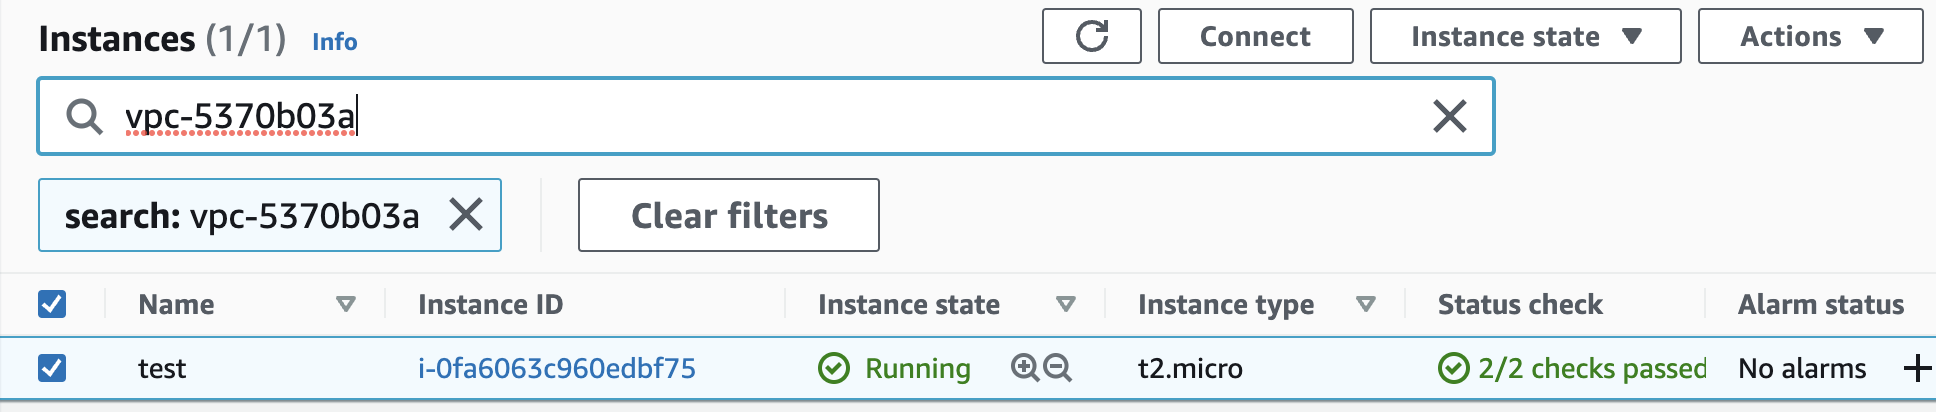 Instances (1/1) Info Connect Instance state Actions
vpc-5370b03a
search: vpc-5370b03a Clear filters
Name Instance ID Instance state Instance type Status check Alarm status
test i-0fa6063c960edbf75 Running t2.micro 2/2 checks passed No alarms